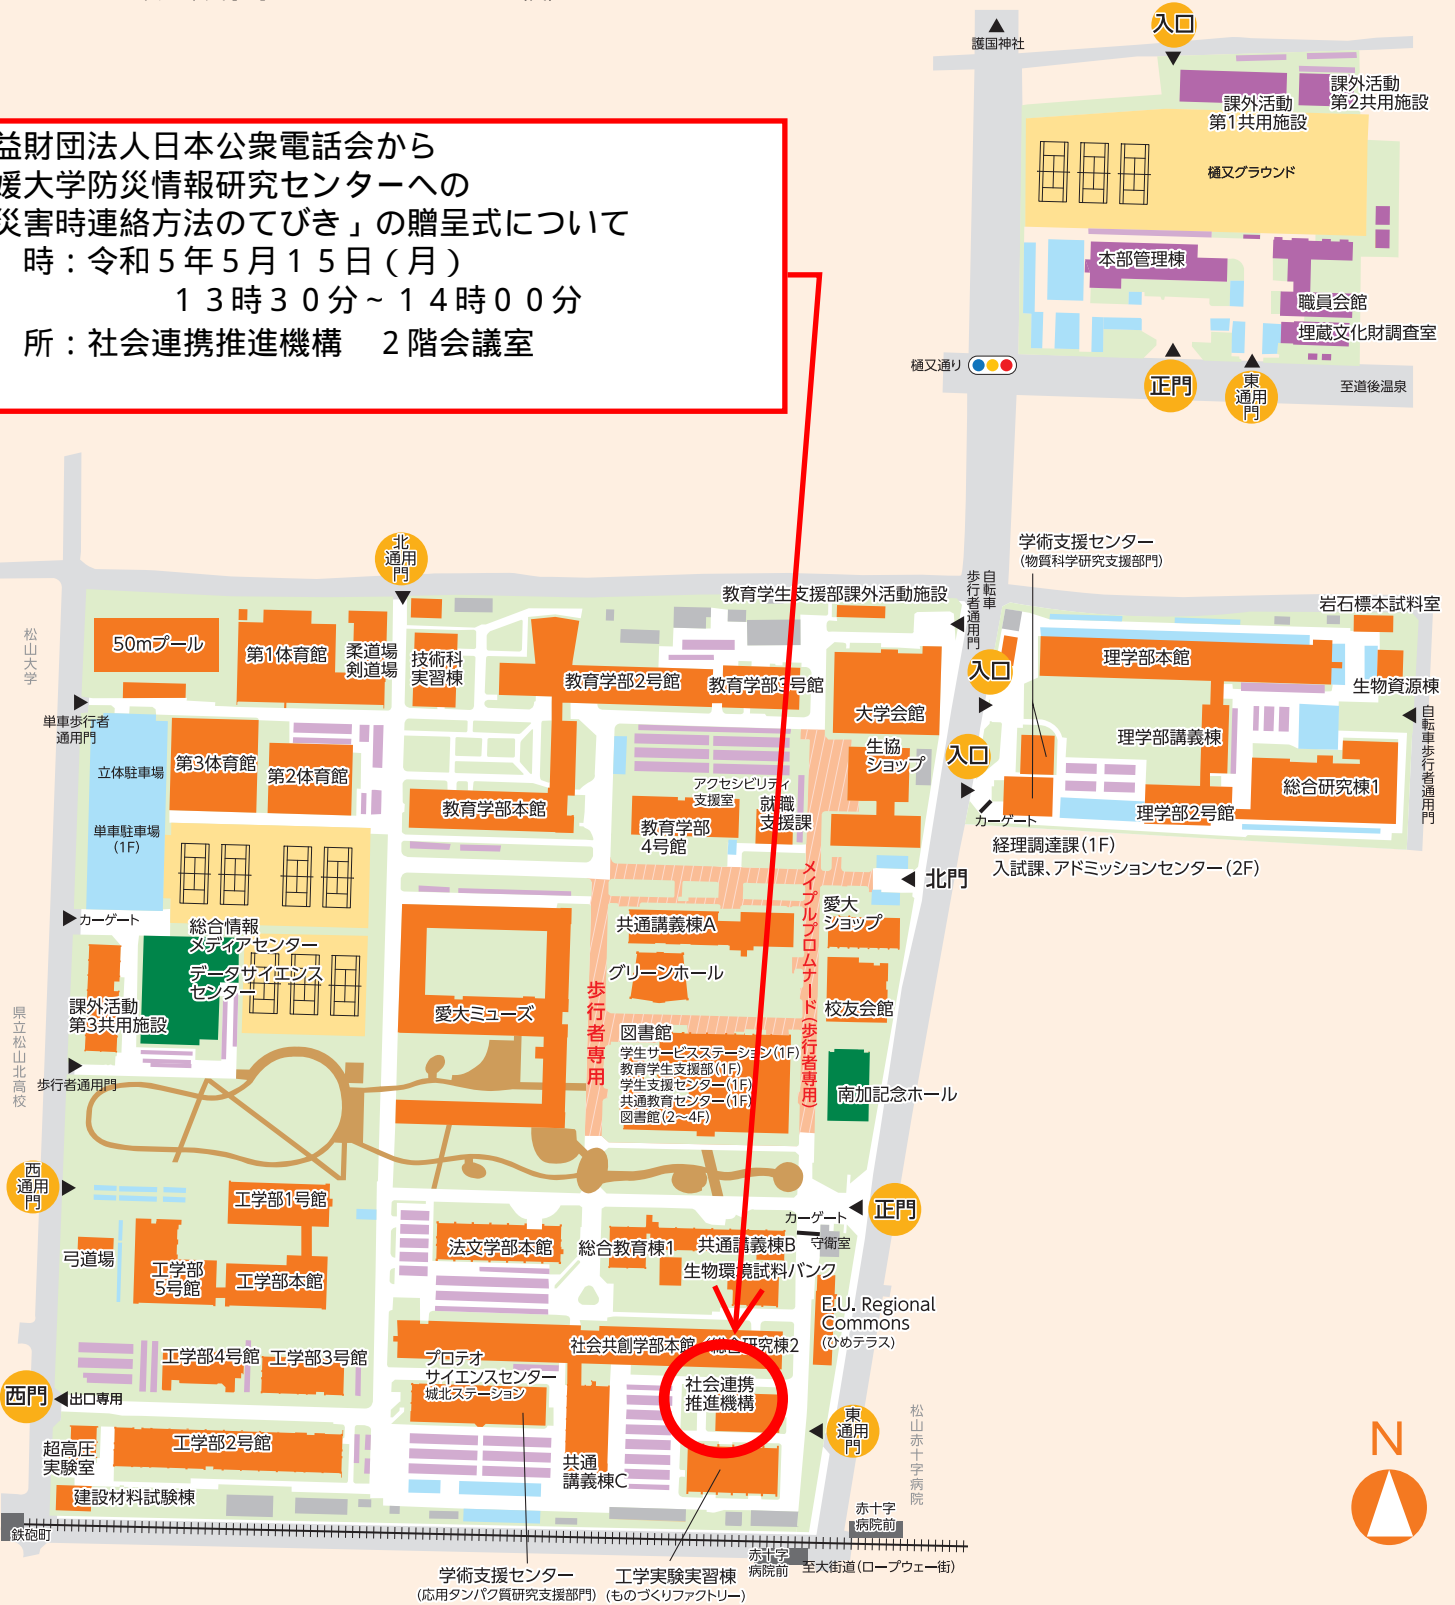 益財団法人日本公衆電話会から
媛大学防災情報研究センターへの
災害時連絡方法のてびき」の贈呈式について
時：令和５年５月１５日（月）
１３時３０分～１４時００分
所：社会連携推進機構　２階会議室
護国神社
入口
課外活動
第1共用施設
課外活動
第2共用施設
樋又グラウンド
本部管理棟
職員会館
埋蔵文化財調査室
樋又通り
正門
東
通用
門
至道後温泉
北
通用
門
学術支援センター
(物質科学研究支援部門)
自転車
歩行者通用門
教育学生支援部課外活動施設
岩石標本試料室
松山大学
50mプール
第1体育館
柔道場
剣道場
技術科
実習棟
教育学部2号館
教育学部3号館
大学会館
入口
理学部本館
生物資源棟
単車歩行者
通用門
自転車歩行者通用門
立体駐車場
第3体育館
第2体育館
生協
ショップ
入口
理学部講義棟
アクセシビリティ
支援室
就職
支援課
総合研究棟1
教育学部本館
教育学部
4号館
カーゲート
理学部2号館
単車駐車場
(1F)
経理調達課(1F)
入試課、アドミッションセンター(2F)
北門
メイプルプロムナード(歩行者専用)
カーゲート
総合情報
メディアセンター
データサイエンス
センター
共通講義棟A
愛大
ショップ
グリーンホール
課外活動
第3共用施設
愛大ミューズ
歩行者専用
校友会館
図書館
学生サービスステーション(1F)
教育学生支援部(1F)
学生支援センター(1F)
共通教育センター(1F)
図書館(2～4F)
県立松山北高校
歩行者通用門
南加記念ホール
西
通用
門
工学部1号館
正門
カーゲート
守衛室
弓道場
工学部
5号館
工学部本館
法文学部本館
総合教育棟1
共通講義棟B
生物環境試料バンク
E.U. Regional
Commons
(ひめテラス)
工学部4号館
工学部3号館
社会共創学部本館
総合研究棟2
プロテオ
サイエンスセンター
城北ステーション
社会連携
推進機構
西門
出口専用
東
通用
門
松山赤十字病院
超高圧
実験室
工学部2号館
共通
講義棟C
建設材料試験棟
鉄砲町
赤十字
病院前
赤十字
病院前
至大街道(ロープウェー街)
学術支援センター
(応用タンパク質研究支援部門)
工学実験実習棟
(ものづくりファクトリー)
N